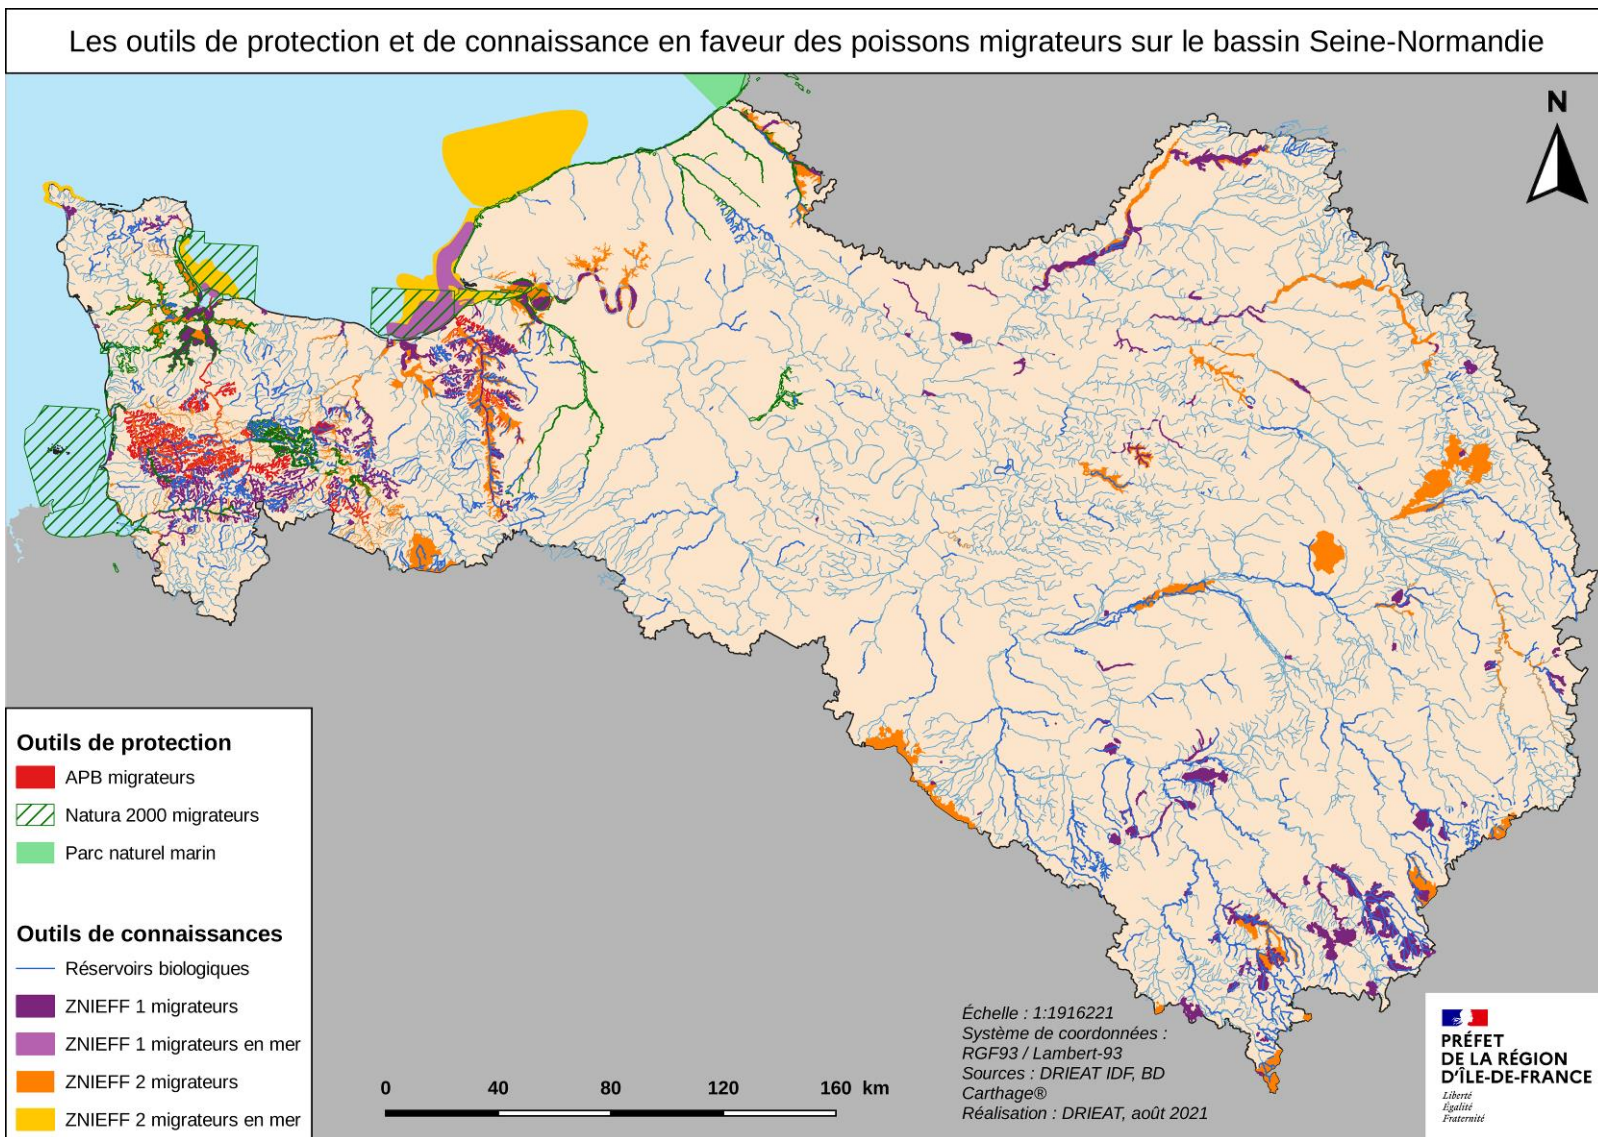 Les outils de protection et de connaissance en faveur des poissons migrateurs sur le bassin Seine-Normandie
N
Outils de protection
APB migrateurs
Natura 2000 migrateurs
Parc naturel marin
Outils de connaissances
Réservoirs biologiques
ZNIEFF 1 migrateurs
ZNIEFF 1 migrateurs en mer
ZNIEFF 2 migrateurs
ZNIEFF 2 migrateurs en mer
0 40 80 120 160 km
Échelle : 1:1916221
Système de coordonnées :
RGF93 / Lambert-93
Sources : DRIEAT IDF, BD
Carthage®
Réalisation : DRIEAT, août 2021
PRÉFET
DE LA RÉGION
D'ÎLE-DE-FRANCE
Liberté
Égalité
Fraternité